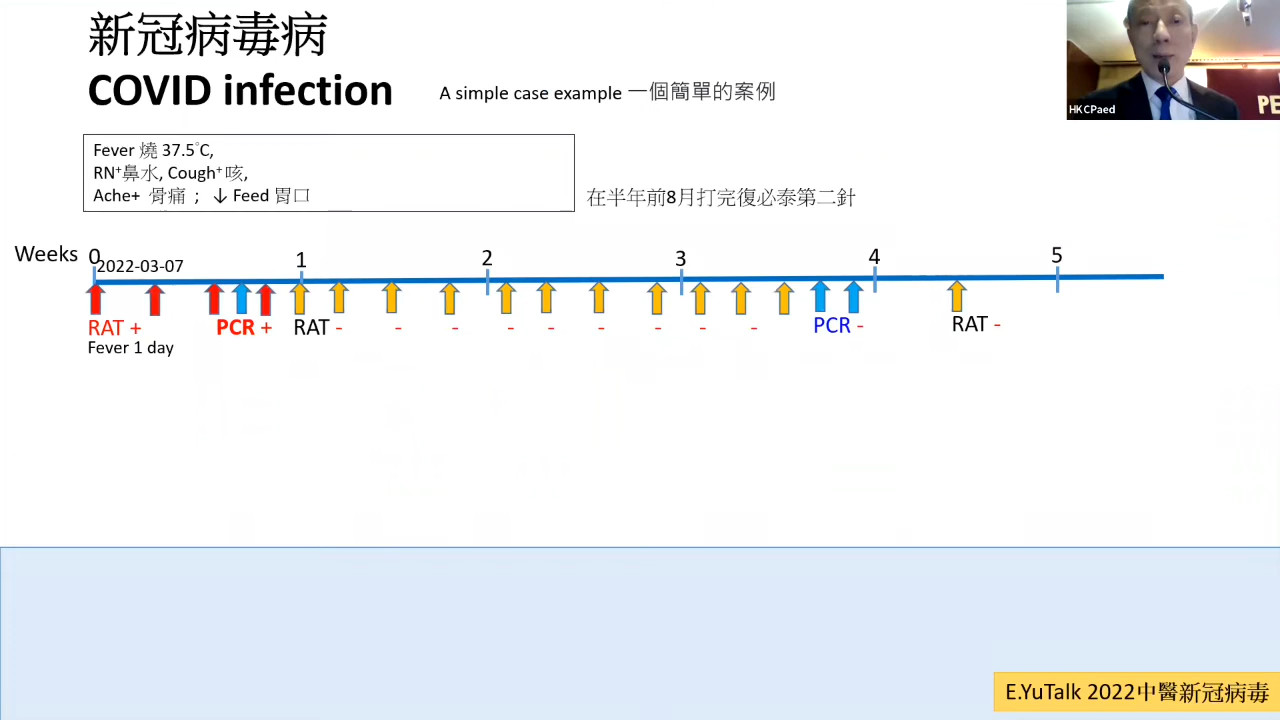 新冠病毒病
COVID infection
A simple case example 一個簡單的案例
HKCPaed
PE
Fever 燒 37.5°C,
RN⁺鼻水, Cough⁺咳,
Ache+ 骨痛 ; ↓ Feed 胃口
在半年前8月打完復必泰第二針
Weeks 0 1 2 3 4 5
2022-03-07
RAT + PCR + RAT - - - - - - - - - PCR - RAT -
Fever 1 day
E.YuTalk 2022中醫新冠病毒